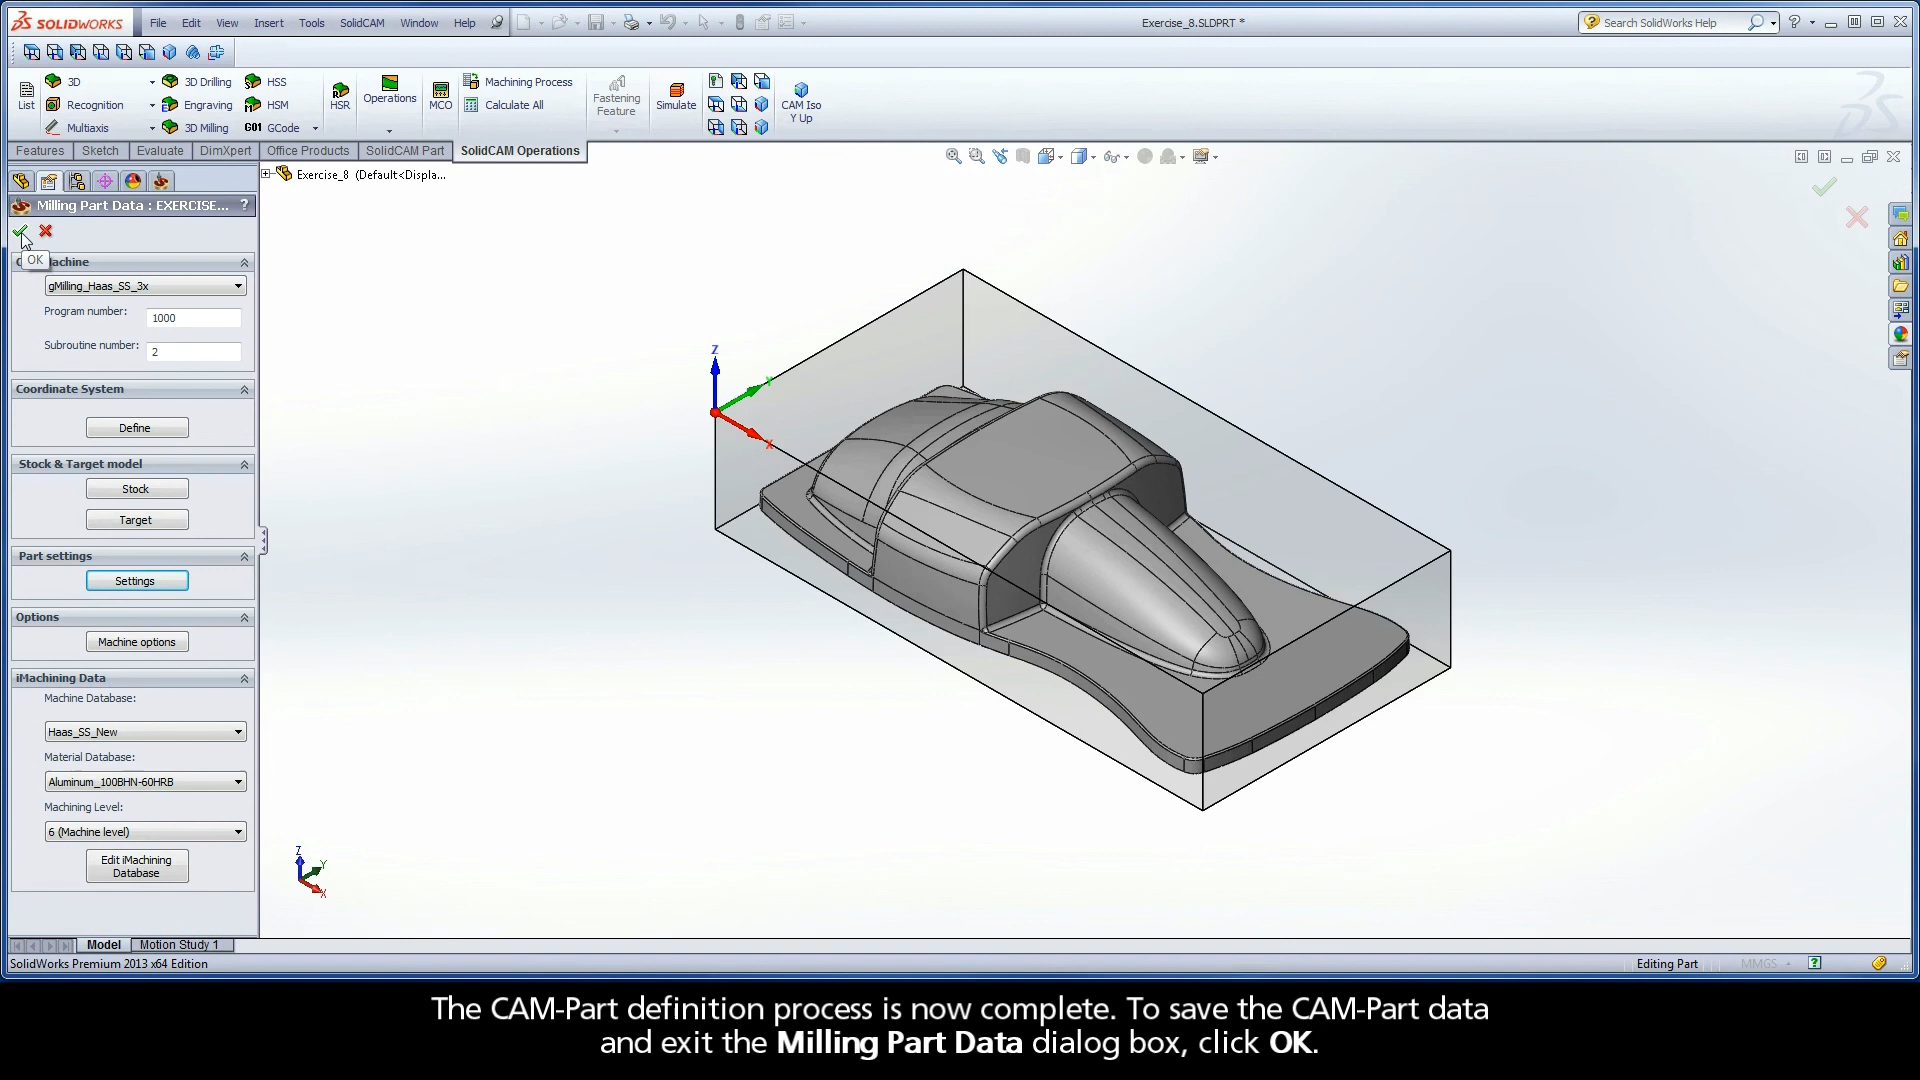 SOLIDWORKS File Edit View Insert Tools SolidCAM Window Help Exercise_8.SLDPRT * Search SolidWorks Help
List 3D 3D Drilling HSS HSR Operations MCO Machining Process Fastening Feature Simulate CAM Iso Y Up
Recognition Engraving HSM Calculate All
Multiaxis 3D Milling G01 GCode
Features Sketch Evaluate DimXpert Office Products SolidCAM Part SolidCAM Operations
Exercise_8 (Default<Displa...
Milling Part Data : EXERCISE... ?
OK
achine
gMilling_Haas_SS_3x
Program number: 1000
Subroutine number: 2
Coordinate System
Define
Stock & Target model
Stock
Target
Part settings
Settings
Options
Machine options
iMachining Data
Machine Database:
Haas_SS_New
Material Database:
Aluminum_100BHN-60HRB
Machining Level:
6 (Machine level)
Edit iMachining
Database
Z
Y
X
Z
Y
X
Model Motion Study 1
SolidWorks Premium 2013 x64 Edition Editing Part MMGS
The CAM-Part definition process is now complete. To save the CAM-Part data
and exit the Milling Part Data dialog box, click OK.